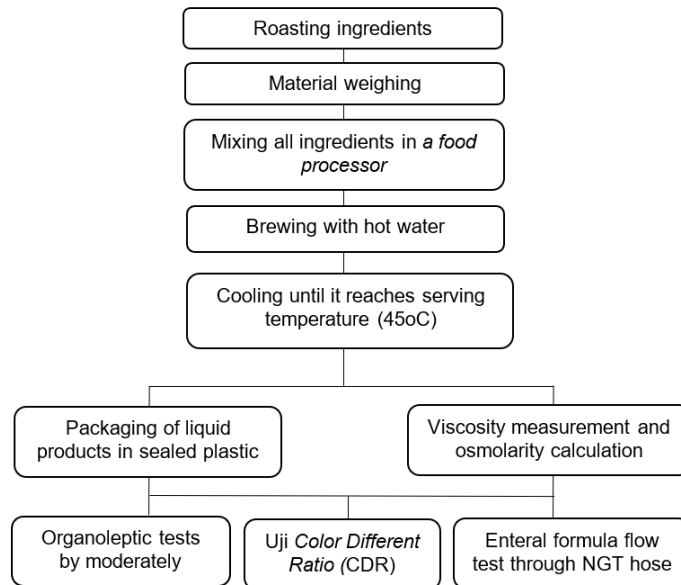 Roasting ingredients
Material weighing
Mixing all ingredients in a food
processor
Brewing with hot water
Cooling until it reaches serving
temperature (45oC)
Packaging of liquid
products in sealed plastic
Viscosity measurement and
osmolarity calculation
Organoleptic tests
by moderately
Uji Color Different
Ratio (CDR)
Enteral formula flow
test through NGT hose